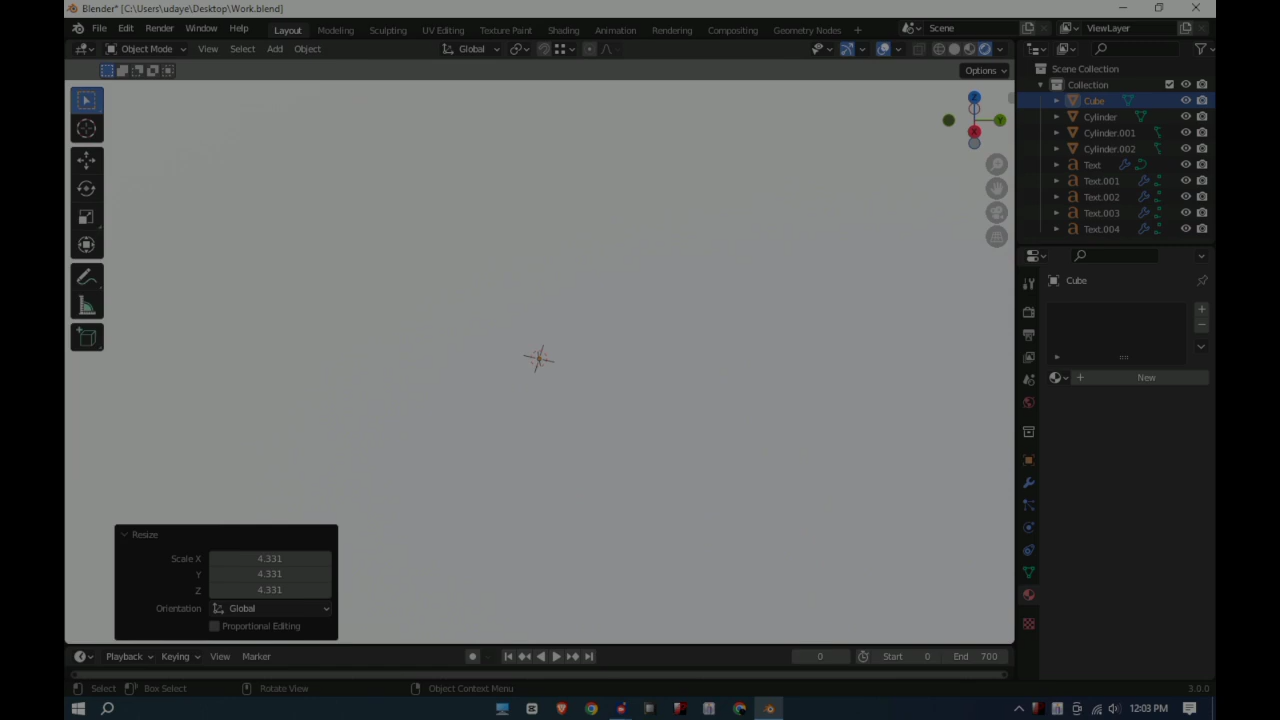 Blender* [C:\Users\udaye\Desktop\Work.blend]
File Edit Render Window Help Layout Modeling Sculpting UV Editing Texture Paint Shading Animation Rendering Compositing Geometry Nodes + Scene ViewLayer
Object Mode View Select Add Object Global
Options
Scene Collection
Collection
Cube
Cylinder
Cylinder.001
Cylinder.002
Text
Text.001
Text.002
Text.003
Text.004
Z
Y
X
Cube
+ New
Resize
Scale X 4.331
Y 4.331
Z 4.331
Orientation Global
Proportional Editing
Playback Keying View Marker 0 Start 0 End 700
Select Box Select Rotate View Object Context Menu 3.0.0
12:03 PM